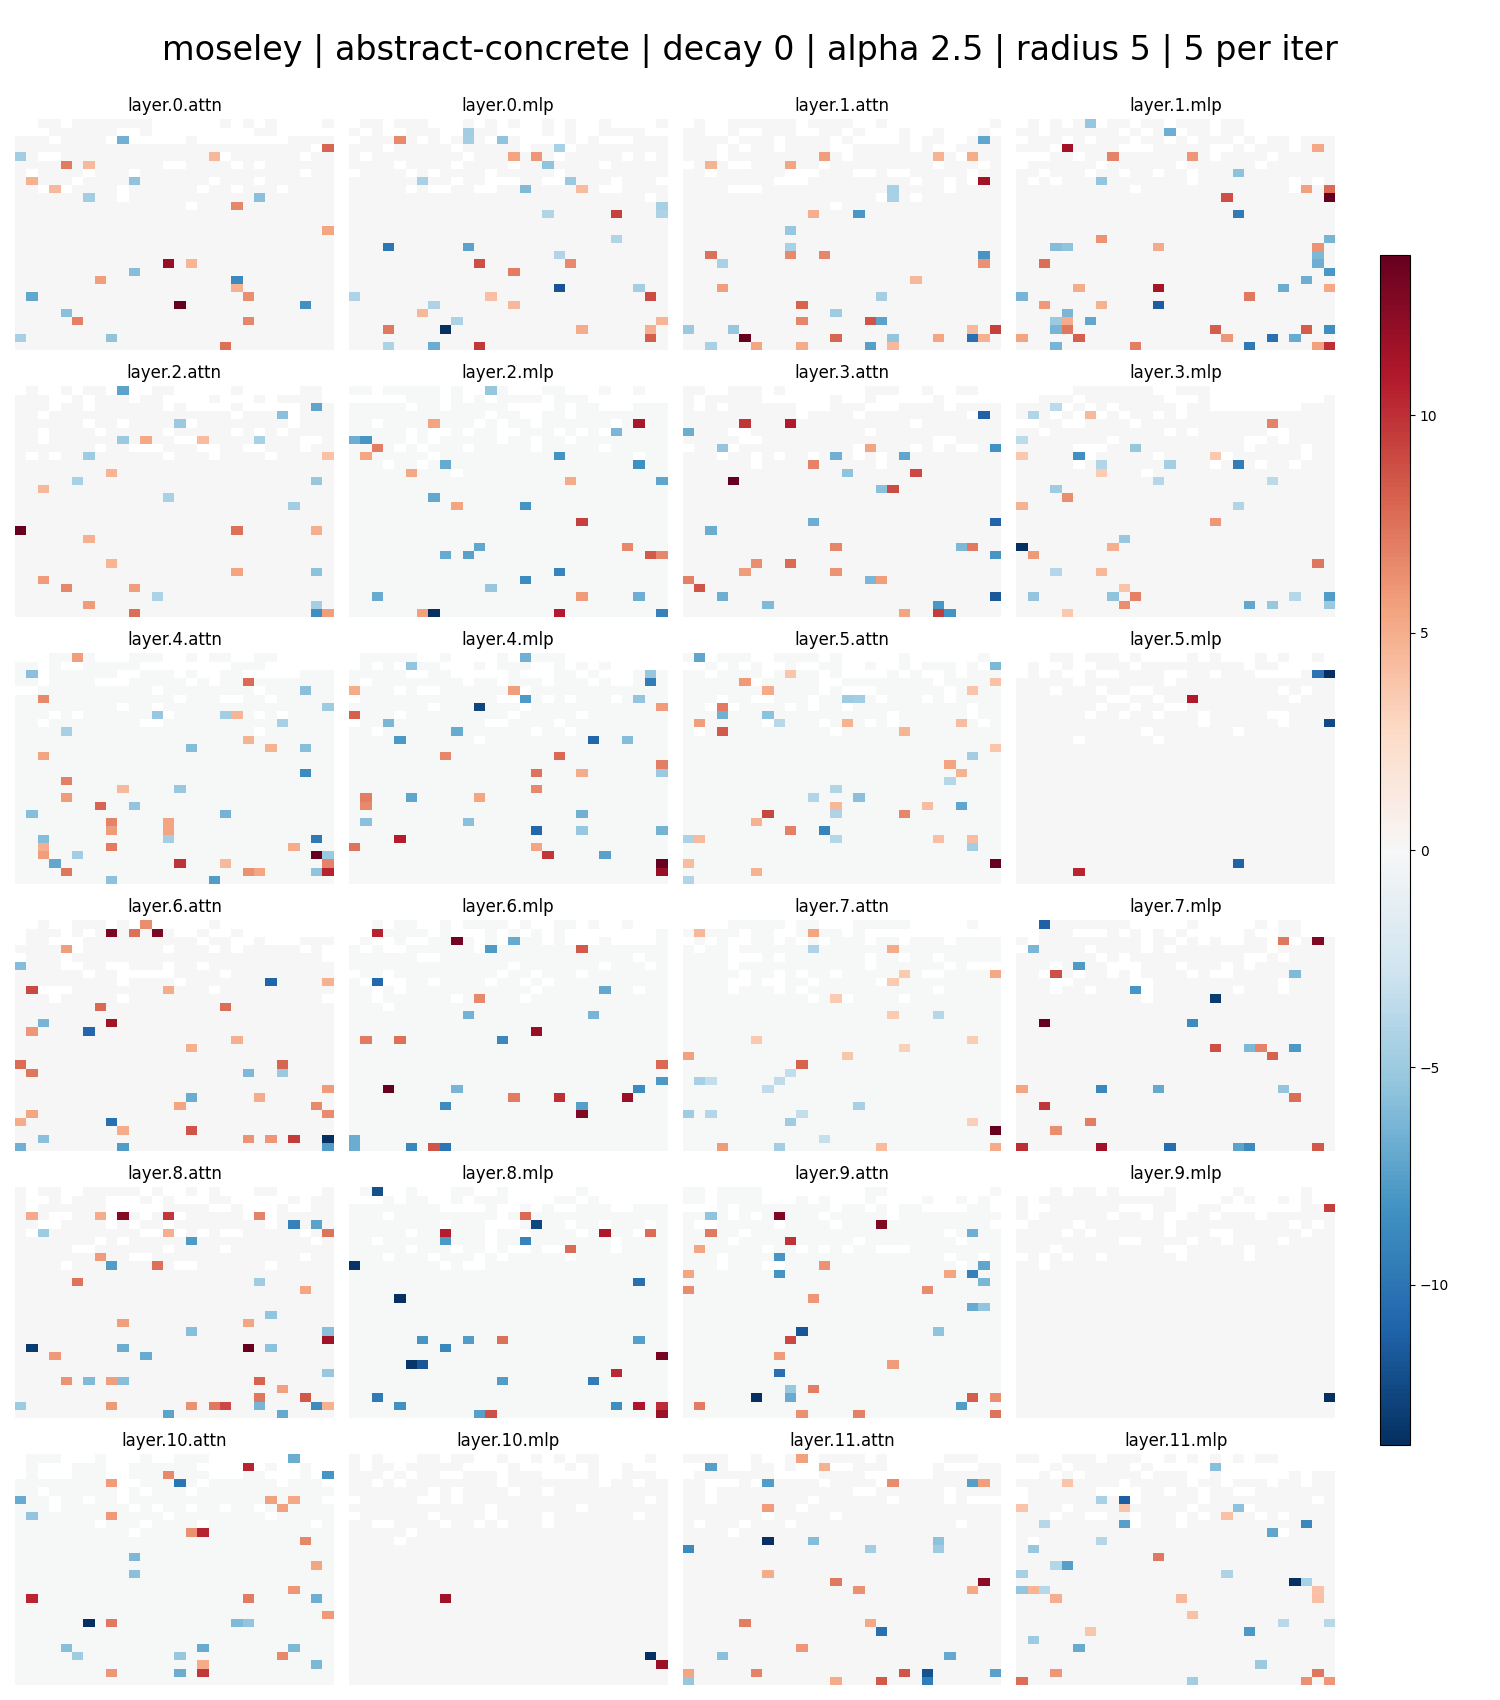 moseley | abstract-concrete | decay 0 | alpha 2.5 | radius 5 | 5 per iter
layer.0.attn
layer.0.mlp
layer.1.attn
layer.1.mlp
layer.2.attn
layer.2.mlp
layer.3.attn
layer.3.mlp
layer.4.attn
layer.4.mlp
layer.5.attn
layer.5.mlp
layer.6.attn
layer.6.mlp
layer.7.attn
layer.7.mlp
layer.8.attn
layer.8.mlp
layer.9.attn
layer.9.mlp
layer.10.attn
layer.10.mlp
layer.11.attn
layer.11.mlp
10
5
0
−5
−10